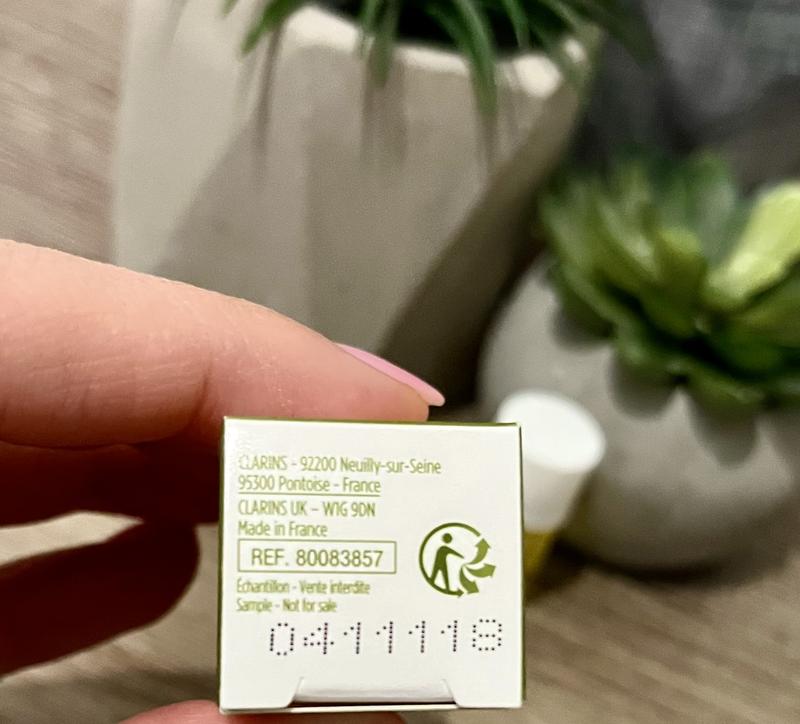 CLARINS - 92200 Neuilly-sur-Seine
95300 Pontoise - France
CLARINS UK - W1G 9DN
Made in France
REF. 80083857
Échantillon - Vente interdite
Sample - Not for sale
0411118